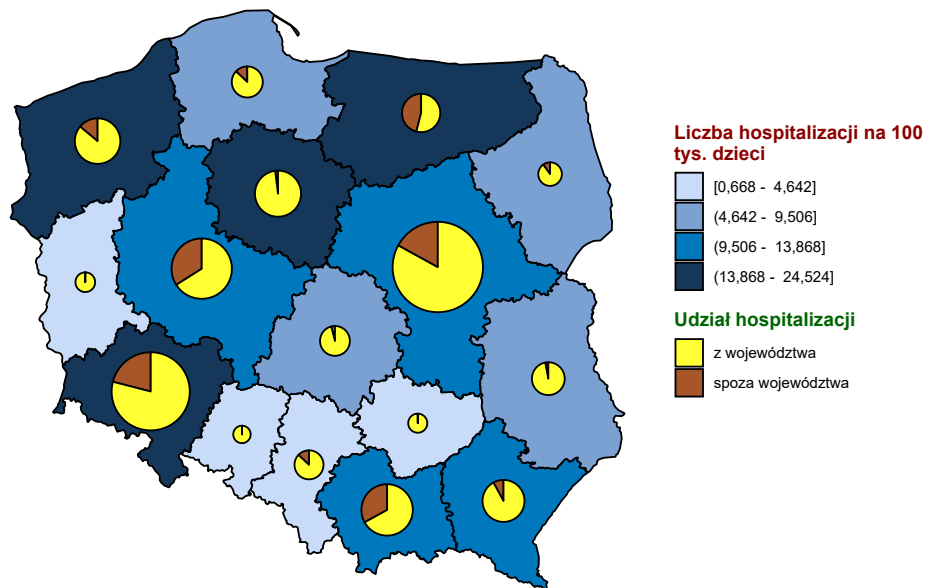 Liczba hospitalizacji na 100
tys. dzieci
[0,668 - 4,642]
(4,642 - 9,506]
(9,506 - 13,868]
(13,868 - 24,524]
Udział hospitalizacji
z województwa
spoza województwa